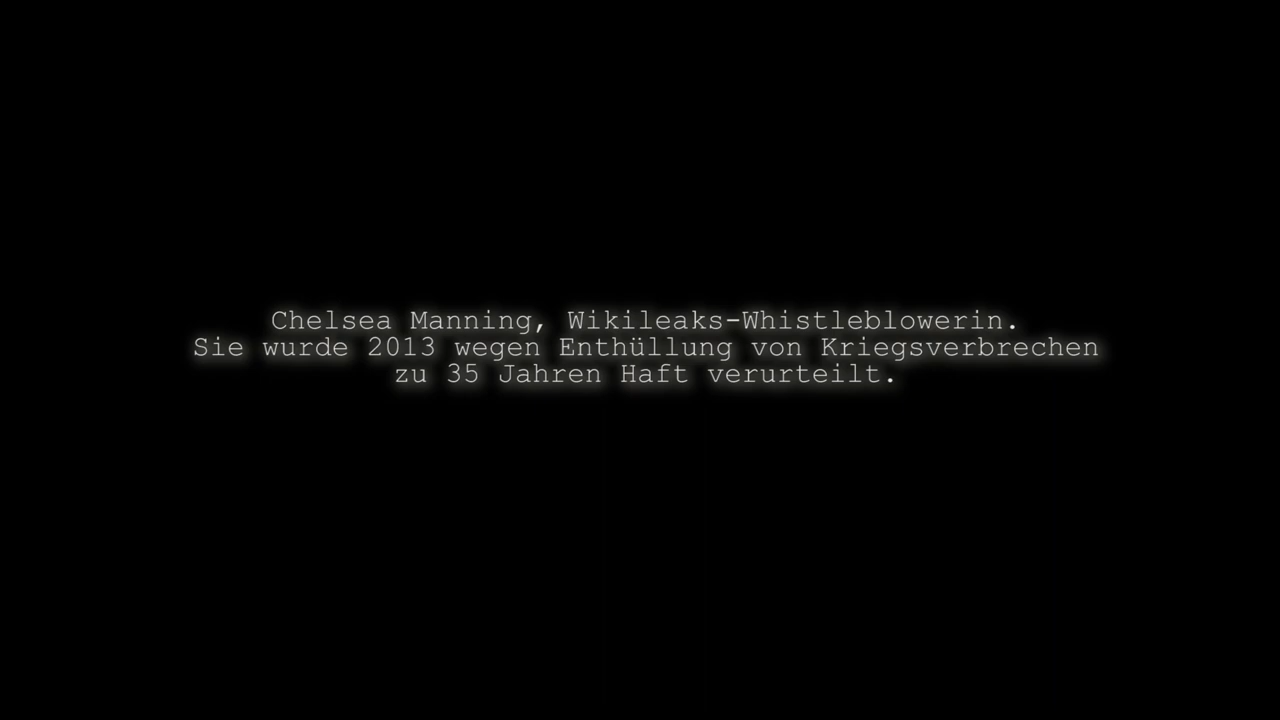 Chelsea Manning, Wikileaks-Whistleblowerin.
Sie wurde 2013 wegen Enthüllung von Kriegsverbrechen
zu 35 Jahren Haft verurteilt.